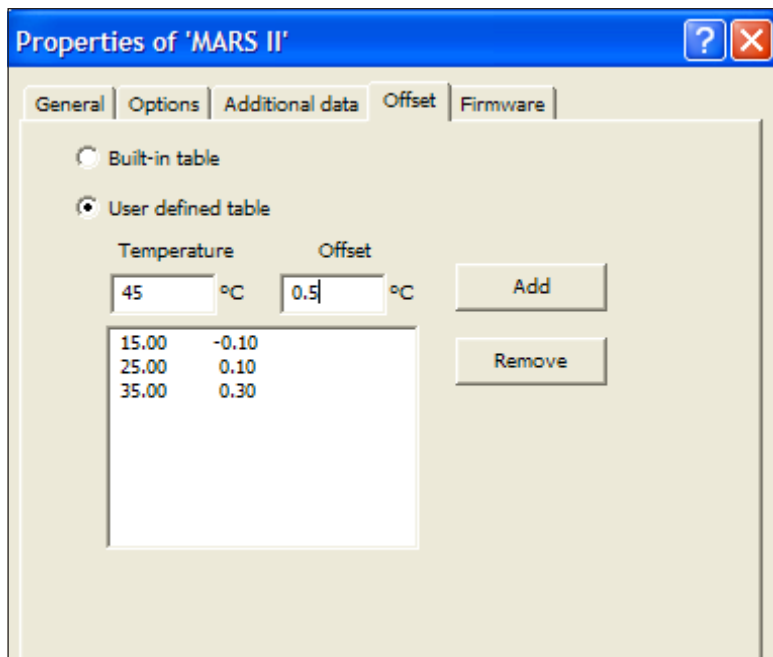 Properties of 'MARS II'
General Options Additional data Offset Firmware
Built-in table
User defined table
Temperature Offset
45 °C 0.5 °C Add
15.00 -0.10
25.00 0.10
Remove
35.00 0.30